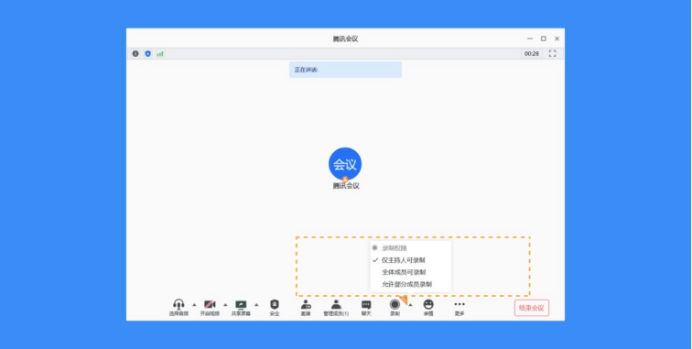 腾讯会议
00:28
正在讲话:
会议
腾讯会议
录制权限
仅主持人可录制
全体成员可录制
允许部分成员录制
选择音频
开启视频
共享屏幕
安全
邀请
管理成员(1)
聊天
录制
表情
更多
结束会议